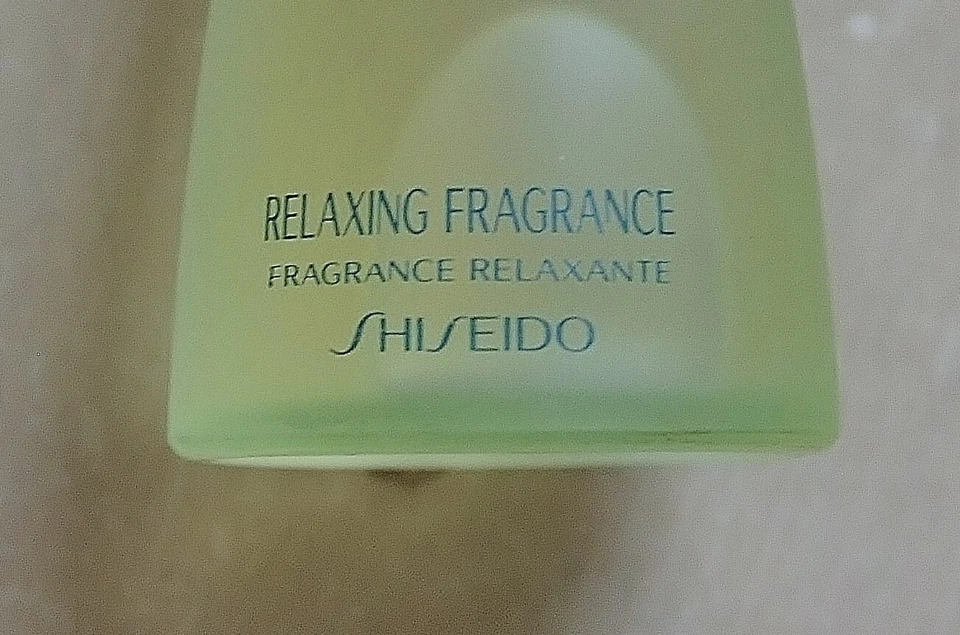 RELAXING FRAGRANCE
FRAGRANCE RELAXANTE
SHISEIDO